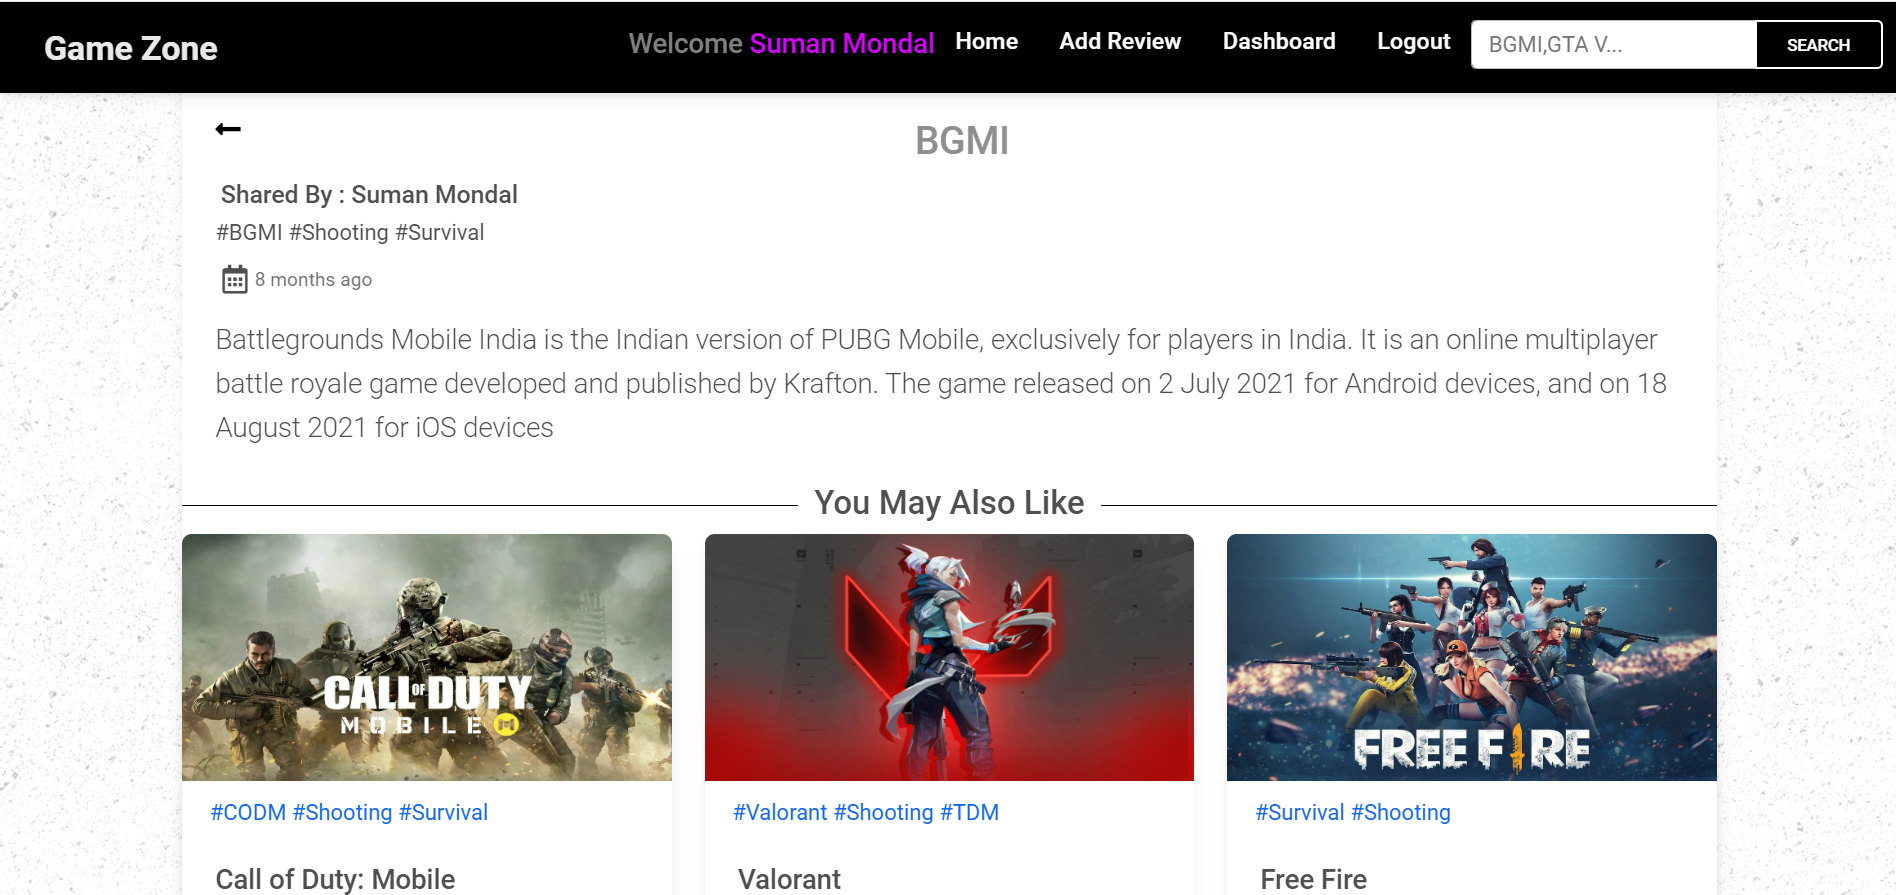 Game Zone
Welcome Suman Mondal Home Add Review Dashboard Logout BGMI,GTA V... SEARCH
BGMI
Shared By : Suman Mondal
#BGMI #Shooting #Survival
8 months ago
Battlegrounds Mobile India is the Indian version of PUBG Mobile, exclusively for players in India. It is an online multiplayer
battle royale game developed and published by Krafton. The game released on 2 July 2021 for Android devices, and on 18
August 2021 for iOS devices
You May Also Like
CALL OF DUTY
MOBILE
FREE FIRE
#CODM #Shooting #Survival
#Valorant #Shooting #TDM
#Survival #Shooting
Call of Duty: Mobile
Valorant
Free Fire